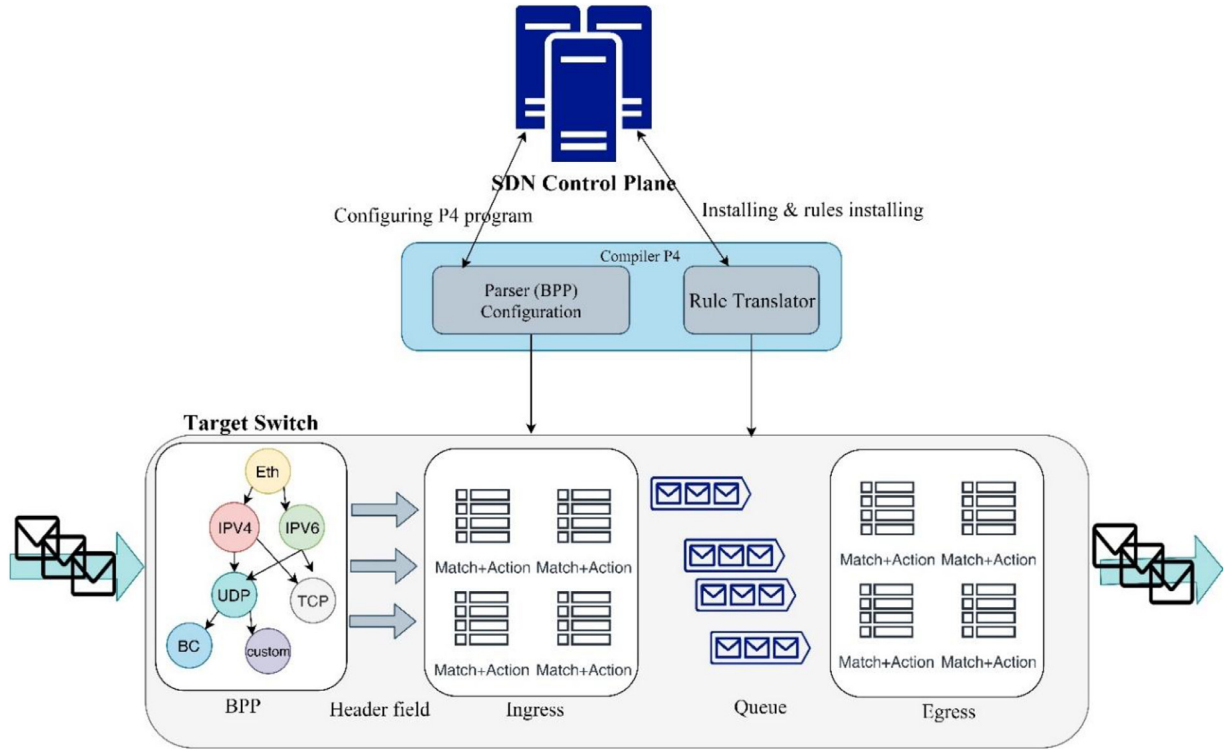 SDN Control Plane
Configuring P4 program
Installing & rules installing
Compiler P4
Parser (BPP)
Configuration
Rule Translator
Target Switch
Eth
IPV4
IPV6
UDP
TCP
BC
custom
Match+Action Match+Action
Match+Action Match+Action
Match+Action Match+Action
Match+Action Match+Action
BPP
Header field
Ingress
Queue
Egress